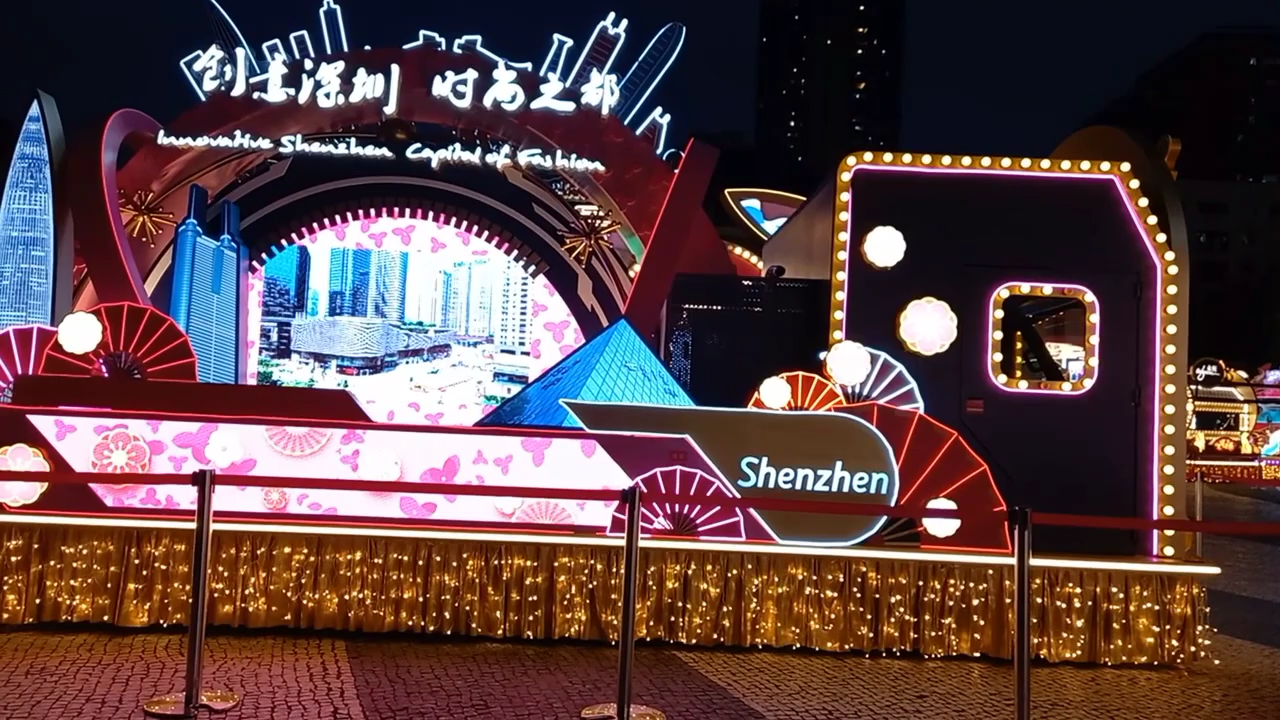 创意深圳 时尚之都
Innovative Shenzhen Capital of Fashion
Shenzhen